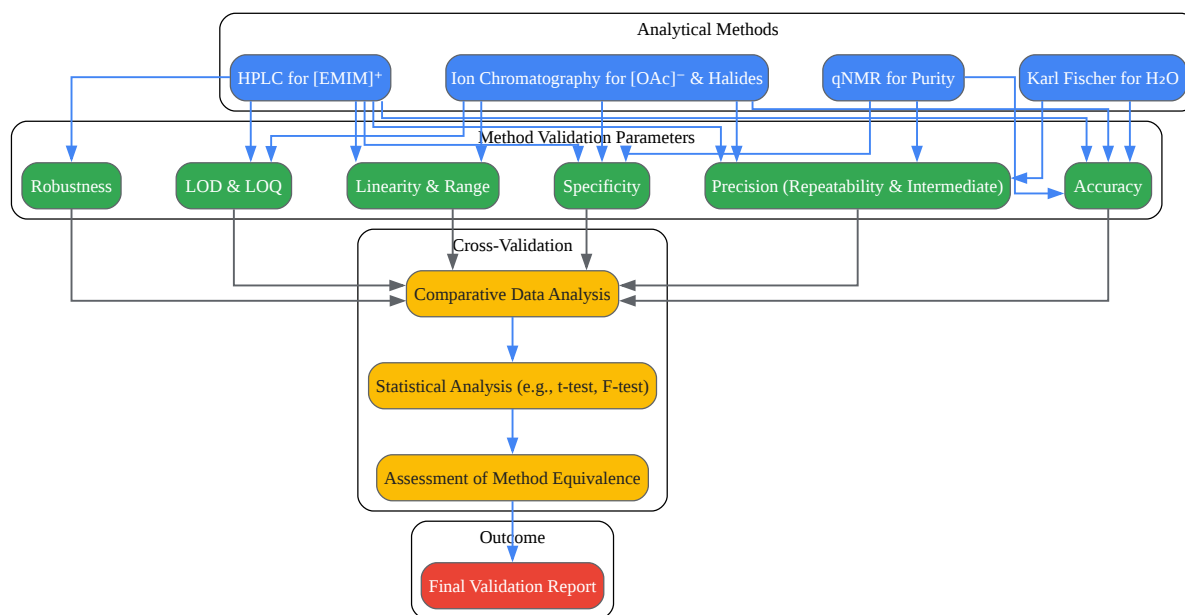 Analytical Methods
HPLC for [EMIM]⁺
Ion Chromatography for [OAc]⁻ & Halides
qNMR for Purity
Karl Fischer for H₂O
Method Validation Parameters
Robustness
LOD & LOQ
Linearity & Range
Specificity
Precision (Repeatability & Intermediate)
Accuracy
Cross-Validation
Comparative Data Analysis
Statistical Analysis (e.g., t-test, F-test)
Assessment of Method Equivalence
Outcome
Final Validation Report